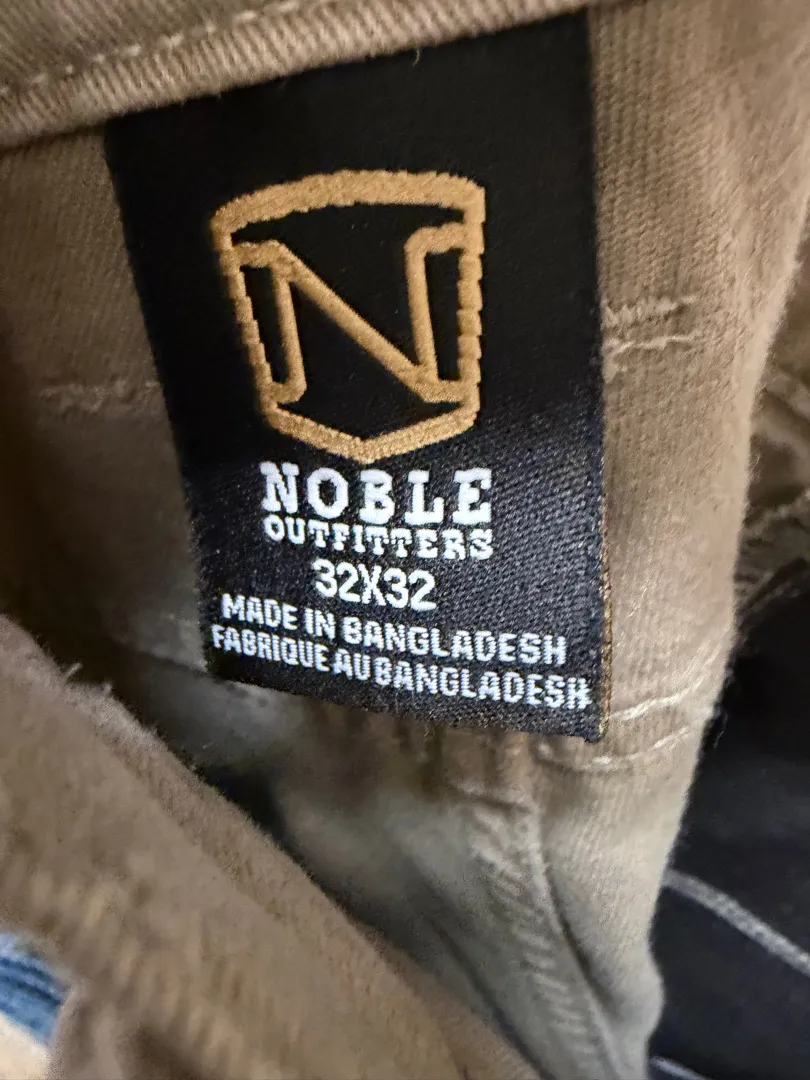 N
NOBLE
OUTFITTERS
32X32
MADE IN BANGLADESH
FABRIQUE AU BANGLADESH